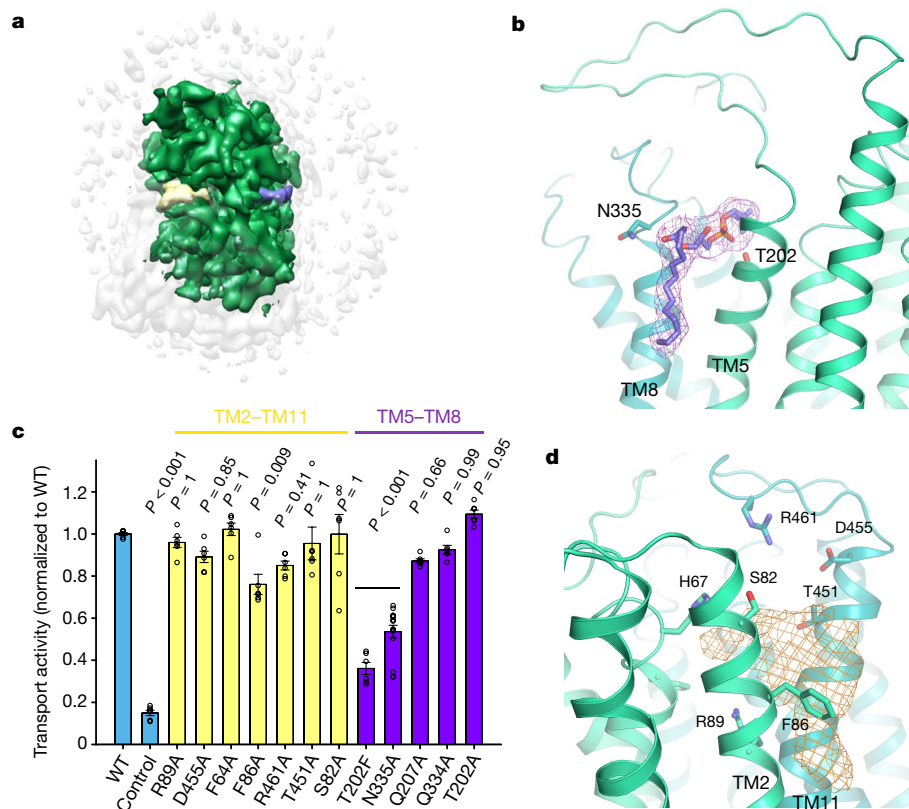 a
b
N335
T202
TM5
TM8
c
TM2–TM11
TM5–TM8
P < 0.001
P = 1
P = 0.85
P = 1
P = 0.009
P = 0.41
P = 1
P = 1
P < 0.001
P = 0.66
P = 0.99
P = 0.95
Transport activity (normalized to WT)
1.2
1.0
0.8
0.6
0.4
0.2
0
WT
Control
R89A
D455A
F64A
F86A
R461A
T451A
S82A
T202F
N335A
Q207A
Q334A
T202A
d
R461
D455
H67
S82
T451
R89
F86
TM2
TM11